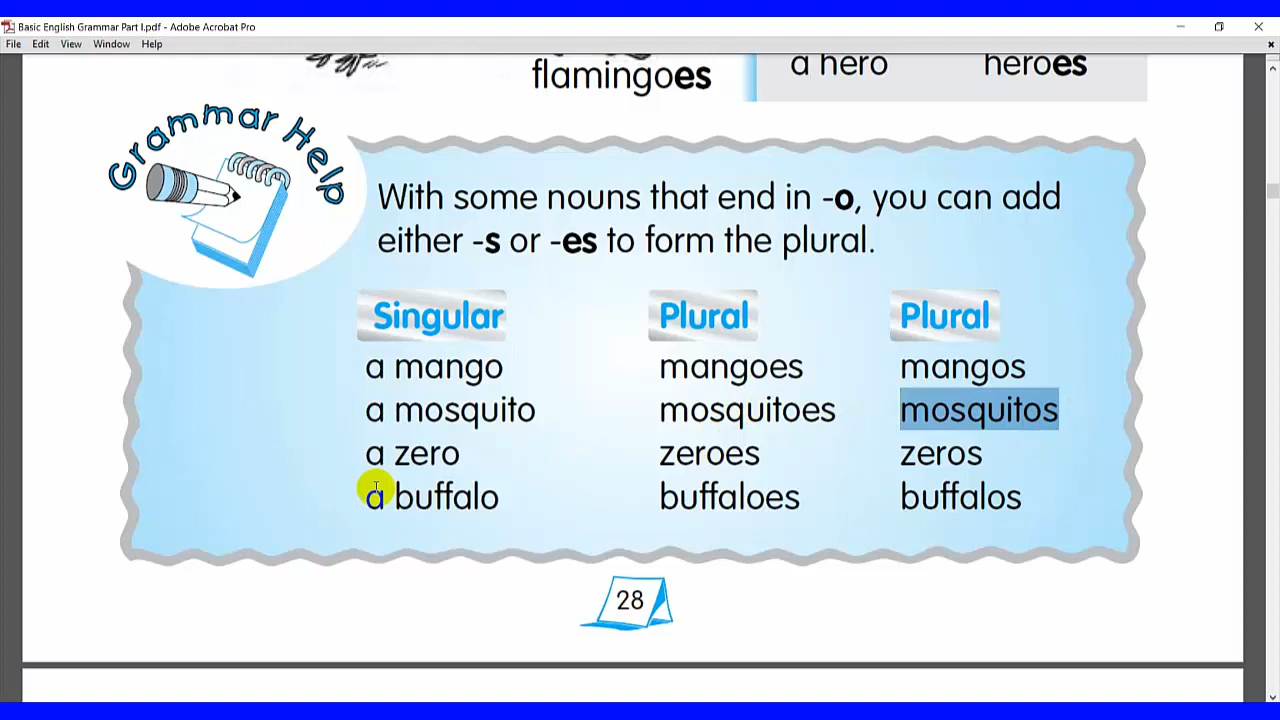 Basic English Grammar Part I.pdf - Adobe Acrobat Pro
File Edit View Window Help
flamingoes
a hero heroes
Grammar Help
With some nouns that end in -o, you can add
either -s or -es to form the plural.
Singular Plural Plural
a mango mangoes mangos
a mosquito mosquitoes mosquitos
a zero zeroes zeros
a buffalo buffaloes buffalos
28